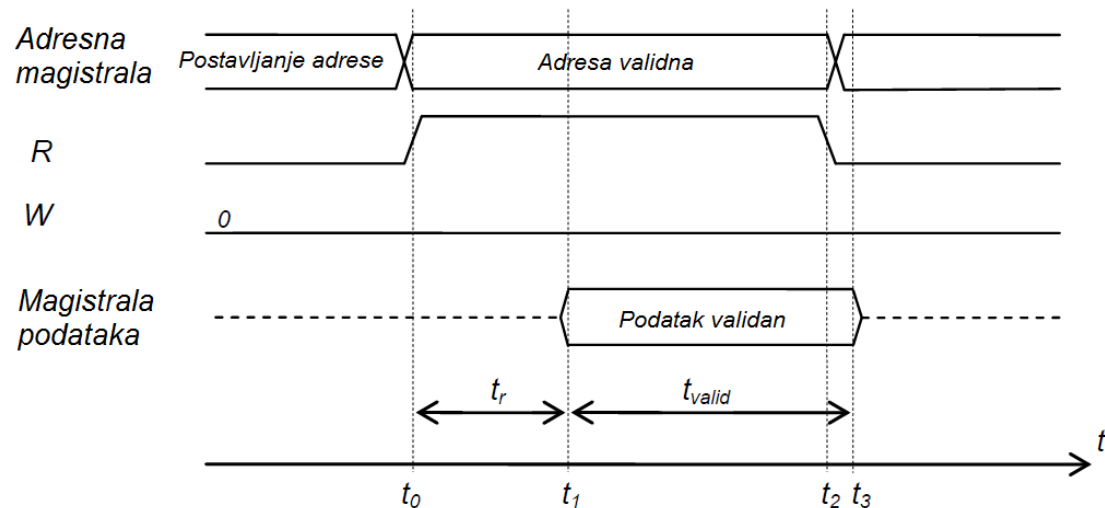 Adresna
magistrala
Postavljanje adrese
Adresa validna
R
W
0
Magistrala
podataka
Podatak validan
tr
tvalid
t
t0
t1
t2
t3